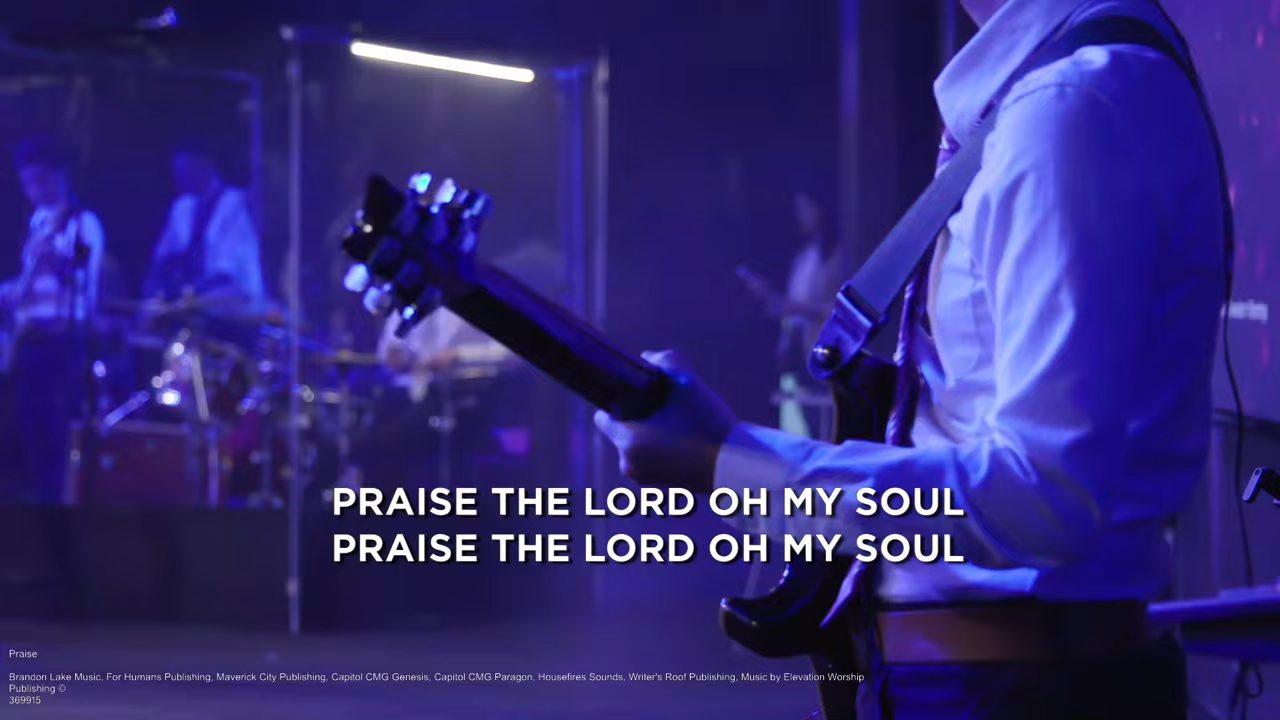 PRAISE THE LORD OH MY SOUL
PRAISE THE LORD OH MY SOUL
Praise
Brandon Lake Music, For Humans Publishing, Maverick City Publishing, Capitol CMG Genesis, Capitol CMG Paragon, Housefires Sounds, Writer's Roof Publishing, Music by Elevation Worship
Publishing ©
369915